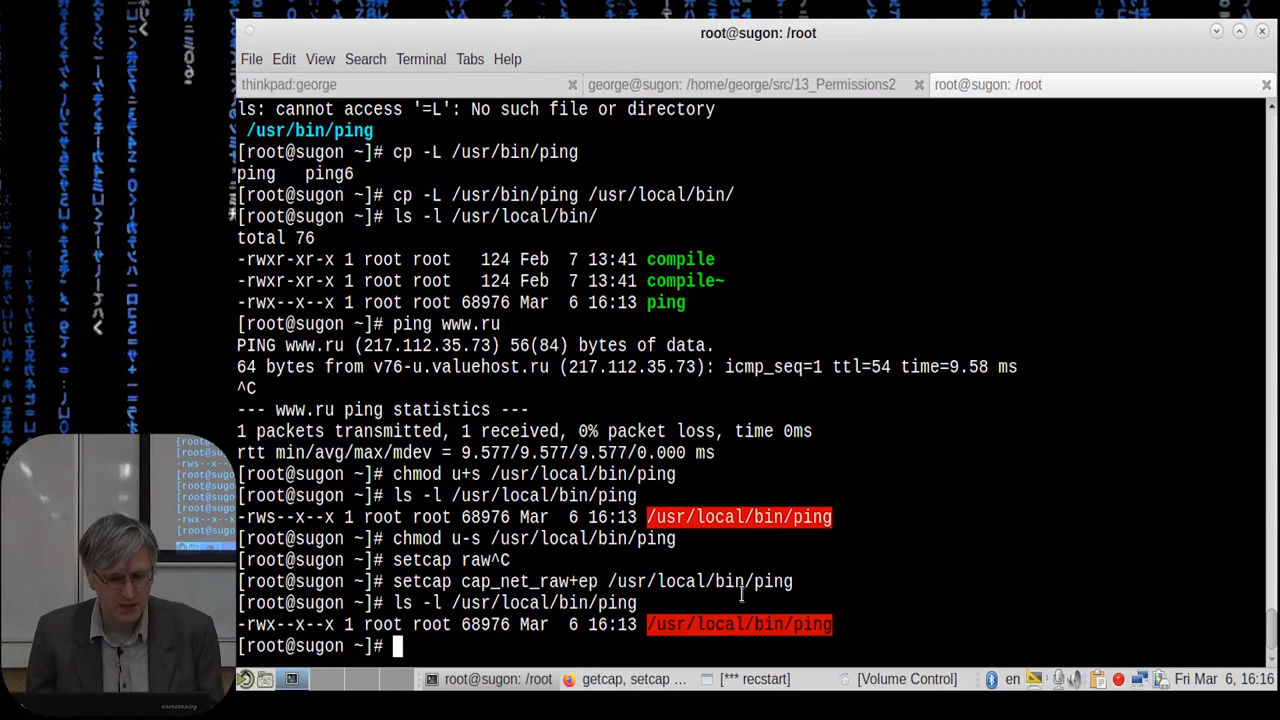 root@sugon: /root
File Edit View Search Terminal Tabs Help
thinkpad:george
george@sugon: /home/george/src/13_Permissions2
root@sugon: /root
ls: cannot access '=L': No such file or directory
/usr/bin/ping
[root@sugon ~]# cp -L /usr/bin/ping
ping ping6
[root@sugon ~]# cp -L /usr/bin/ping /usr/local/bin/
[root@sugon ~]# ls -l /usr/local/bin/
total 76
-rwxr-xr-x 1 root root 124 Feb 7 13:41 compile
-rwxr-xr-x 1 root root 124 Feb 7 13:41 compile~
-rwx--x--x 1 root root 68976 Mar 6 16:13 ping
[root@sugon ~]# ping www.ru
PING www.ru (217.112.35.73) 56(84) bytes of data.
64 bytes from v76-u.valuehost.ru (217.112.35.73): icmp_seq=1 ttl=54 time=9.58 ms
^C
--- www.ru ping statistics ---
1 packets transmitted, 1 received, 0% packet loss, time 0ms
rtt min/avg/max/mdev = 9.577/9.577/9.577/0.000 ms
[root@sugon ~]# chmod u+s /usr/local/bin/ping
[root@sugon ~]# ls -l /usr/local/bin/ping
-rws--x--x 1 root root 68976 Mar 6 16:13 /usr/local/bin/ping
[root@sugon ~]# chmod u-s /usr/local/bin/ping
[root@sugon ~]# setcap raw^C
[root@sugon ~]# setcap cap_net_raw+ep /usr/local/bin/ping
[root@sugon ~]# ls -l /usr/local/bin/ping
-rwx--x--x 1 root root 68976 Mar 6 16:13 /usr/local/bin/ping
[root@sugon ~]#
root@sugon: /root
getcap, setcap ...
[*** recstart]
[Volume Control]
en
Fri Mar 6, 16:16